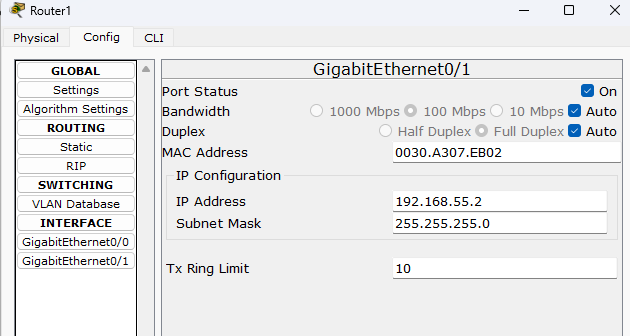 Router1
Physical Config CLI
GLOBAL
Settings
Algorithm Settings
ROUTING
Static
RIP
SWITCHING
VLAN Database
INTERFACE
GigabitEthernet0/0
GigabitEthernet0/1
GigabitEthernet0/1
Port Status On
Bandwidth 1000 Mbps 100 Mbps 10 Mbps Auto
Duplex Half Duplex Full Duplex Auto
MAC Address 0030.A307.EB02
IP Configuration
IP Address 192.168.55.2
Subnet Mask 255.255.255.0
Tx Ring Limit 10